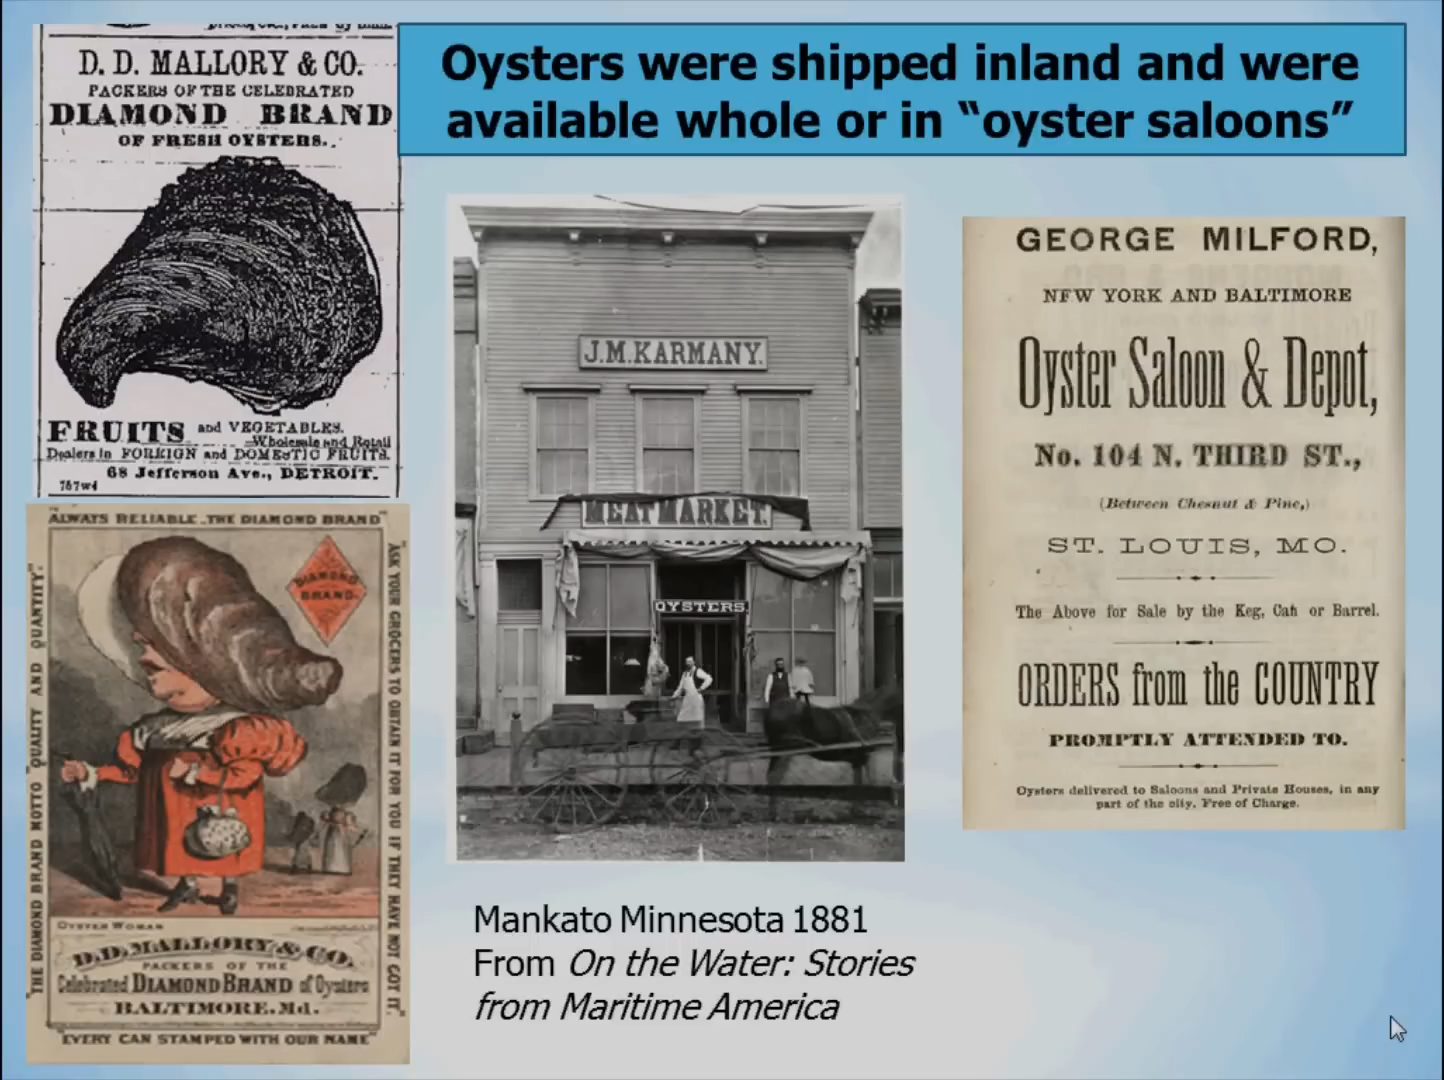 Oysters were shipped inland and were
available whole or in “oyster saloons”
D. D. MALLORY & CO.
PACKERS OF THE CELEBRATED
DIAMOND BRAND
OF FRESH OYSTERS.
FRUITS and VEGETABLES.
Wholesale and Retail
Dealers in FOREIGN and DOMESTIC FRUITS.
68 Jefferson Ave., DETROIT.
757w4
"ALWAYS RELIABLE THE DIAMOND BRAND"
"THE DIAMOND BRAND MOTTO "QUALITY AND QUANTITY."
DIAMOND
BRAND.
"ASK YOUR GROCERS TO OBTAIN IT FOR YOU IF THEY HAVE NOT GOT IT."
OYSTER WOMAN
D.D. MALLORY & CO.
PACKERS OF THE
Celebrated DIAMOND BRAND of Oysters
BALTIMORE. Md.
"EVERY CAN STAMPED WITH OUR NAME"
J.M.KARMANY.
MEAT MARKET.
OYSTERS.
Mankato Minnesota 1881
From On the Water: Stories
from Maritime America
GEORGE MILFORD,
NEW YORK AND BALTIMORE
Oyster Saloon & Depot,
No. 104 N. THIRD ST.,
(Between Chesnut & Pine,)
ST. LOUIS, MO.
The Above for Sale by the Keg, Can or Barrel.
ORDERS from the COUNTRY
PROMPTLY ATTENDED TO.
Oysters delivered to Saloons and Private Houses, in any
part of the city, Free of Charge.